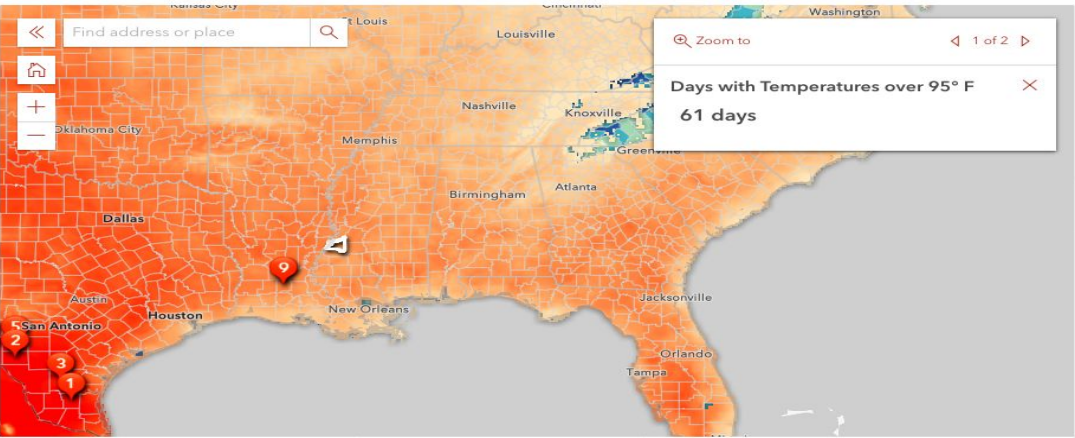 Kansas City
Cincinnati
Washington
«
Find address or place
St Louis
Louisville
Zoom to
1 of 2
Days with Temperatures over 95° F
61 days
Nashville
Knoxville
Oklahoma City
Memphis
Greenville
Atlanta
Birmingham
Dallas
9
Austin
Houston
New Orleans
Jacksonville
5
San Antonio
2
3
1
Orlando
Tampa